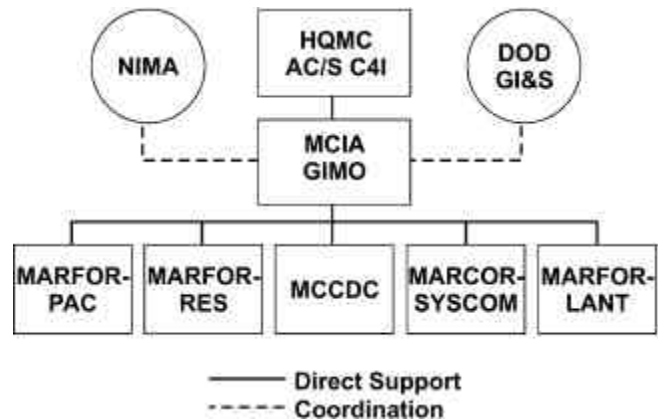 NIMA
HQMC
AC/S C4I
DOD
GI&S
MCIA
GIMO
MARFOR-
PAC
MARFOR-
RES
MCCDC
MARCOR-
SYSCOM
MARFOR-
LANT
Direct Support
Coordination